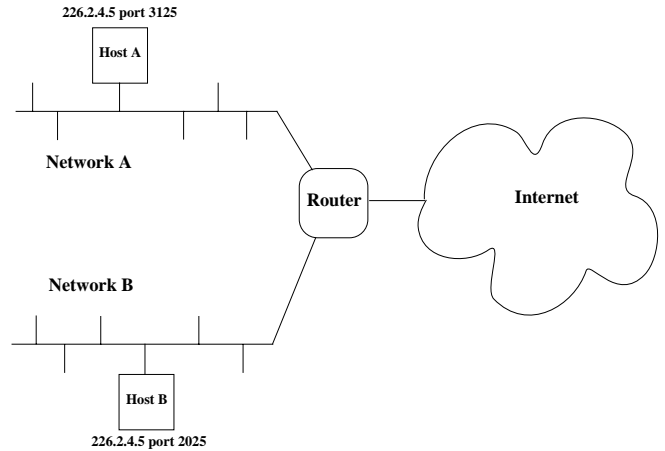 226.2.4.5 port 3125
Host A
Network A
Router
Internet
Network B
Host B
226.2.4.5 port 2025